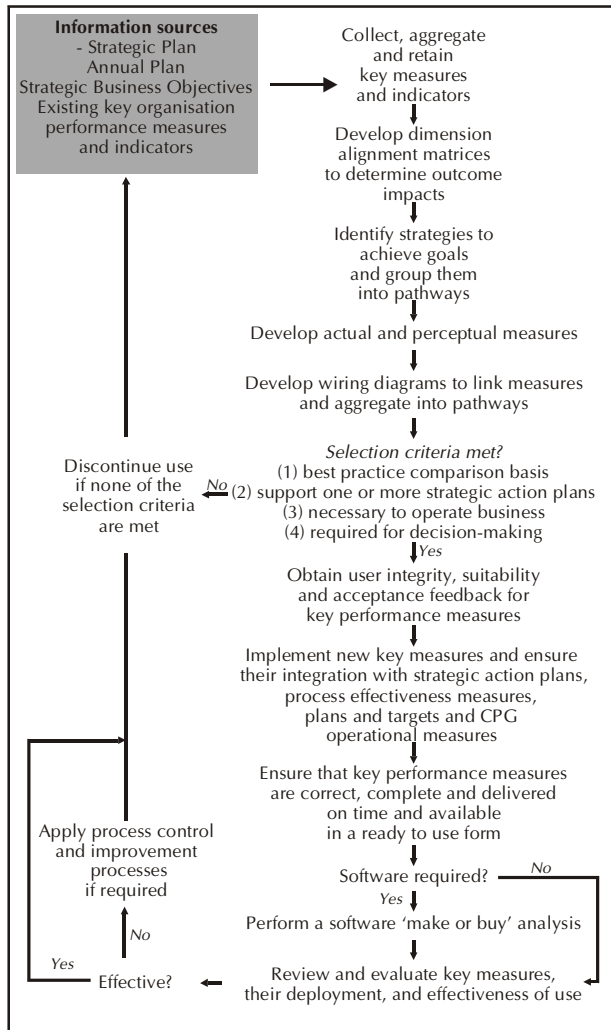 Information sources
- Strategic Plan
Annual Plan
Strategic Business Objectives
Existing key organisation
performance measures
and indicators
Collect, aggregate
and retain
key measures
and indicators
Develop dimension
alignment matrices
to determine outcome
impacts
Identify strategies to
achieve goals
and group them
into pathways
Develop actual and perceptual measures
Develop wiring diagrams to link measures
and aggregate into pathways
Selection criteria met?
(1) best practice comparison basis
(2) support one or more strategic action plans
(3) necessary to operate business
(4) required for decision-making
No
Discontinue use
if none of the
selection criteria
are met
Yes
Obtain user integrity, suitability
and acceptance feedback for
key performance measures
Implement new key measures and ensure
their integration with strategic action plans,
process effectiveness measures,
plans and targets and CPG
operational measures
Ensure that key performance measures
are correct, complete and delivered
on time and available
in a ready to use form
Software required?
No
Yes
Perform a software ‘make or buy’ analysis
Review and evaluate key measures,
their deployment, and effectiveness of use
Effective?
Yes
No
Apply process control
and improvement
processes
if required